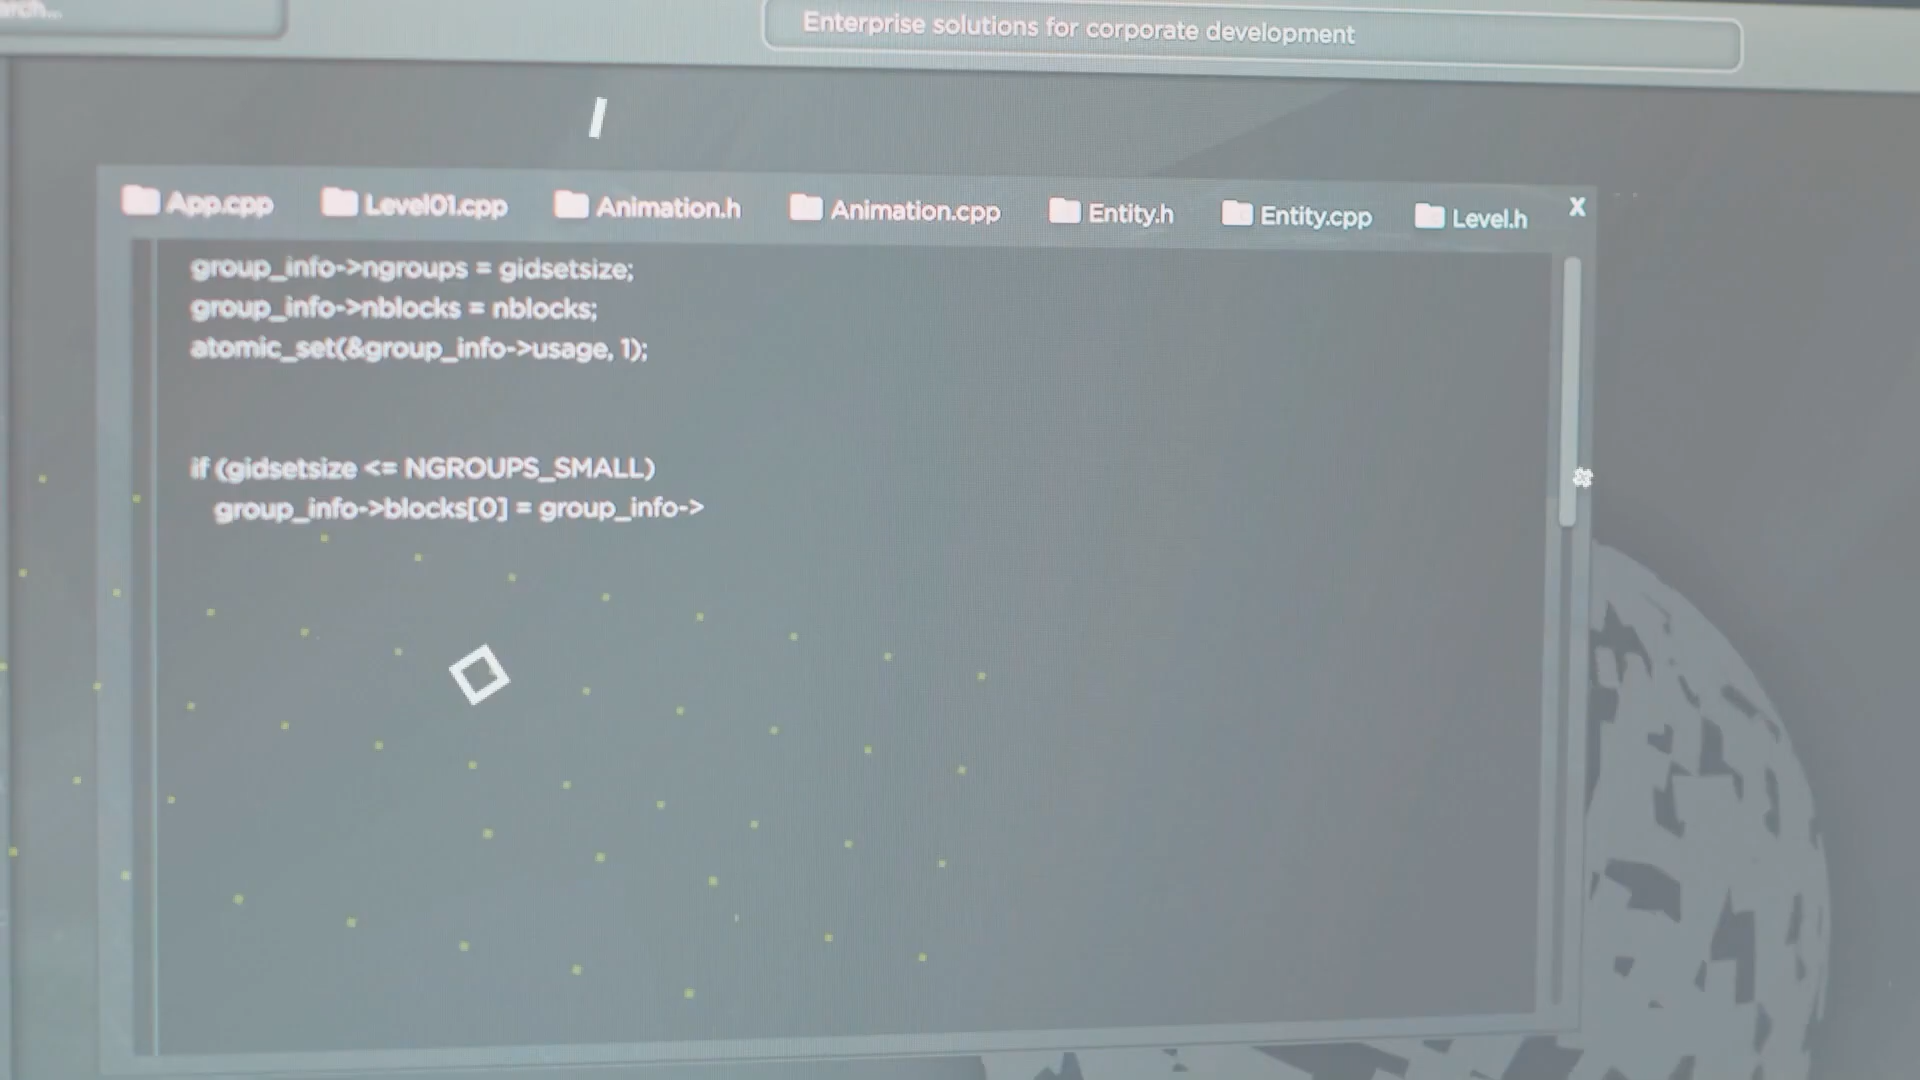 Enterprise solutions for corporate development
App.cpp Level01.cpp Animation.h Animation.cpp Entity.h Entity.cpp Level.h X
group_info->ngroups = gidsetsize;
group_info->nblocks = nblocks;
atomic_set(&group_info->usage, 1);
if (gidsetsize <= NGROUPS_SMALL)
group_info->blocks[0] = group_info->